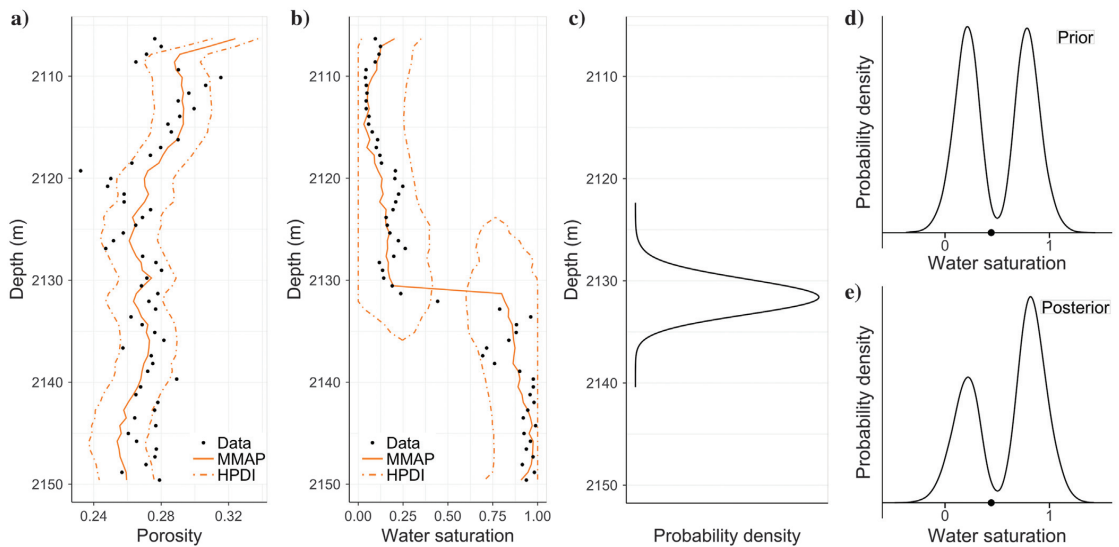 a)
Depth (m)
2110
2120
2130
2140
2150
Data
MMAP
HPDI
0.24
0.28
0.32
Porosity
b)
Depth (m)
2110
2120
2130
2140
2150
Data
MMAP
HPDI
0.00
0.25
0.50
0.75
1.00
Water saturation
c)
Depth (m)
2110
2120
2130
2140
2150
Probability density
d)
Prior
Probability density
0
1
Water saturation
e)
Posterior
Probability density
0
1
Water saturation